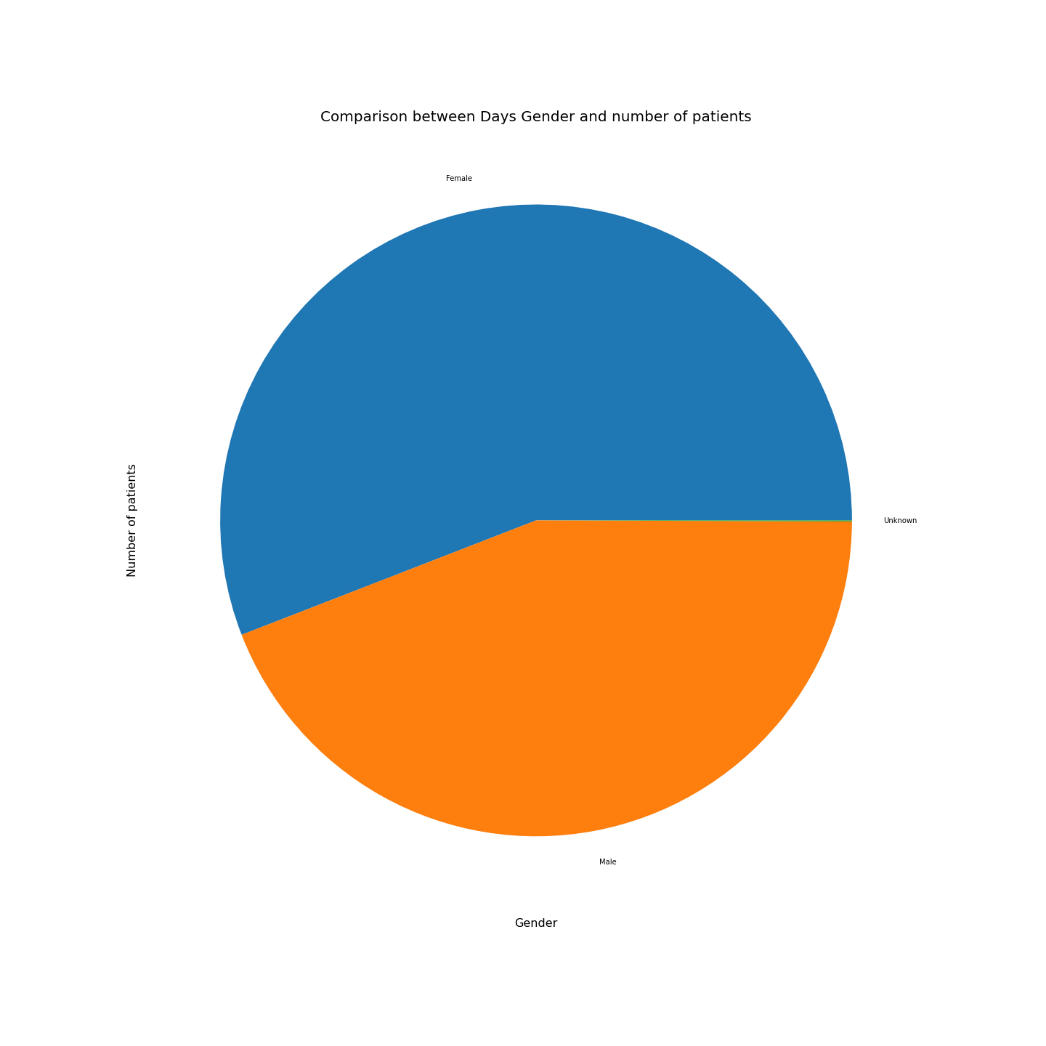 Comparison between Days Gender and number of patients
Female
Number of patients
Unknown
Male
Gender